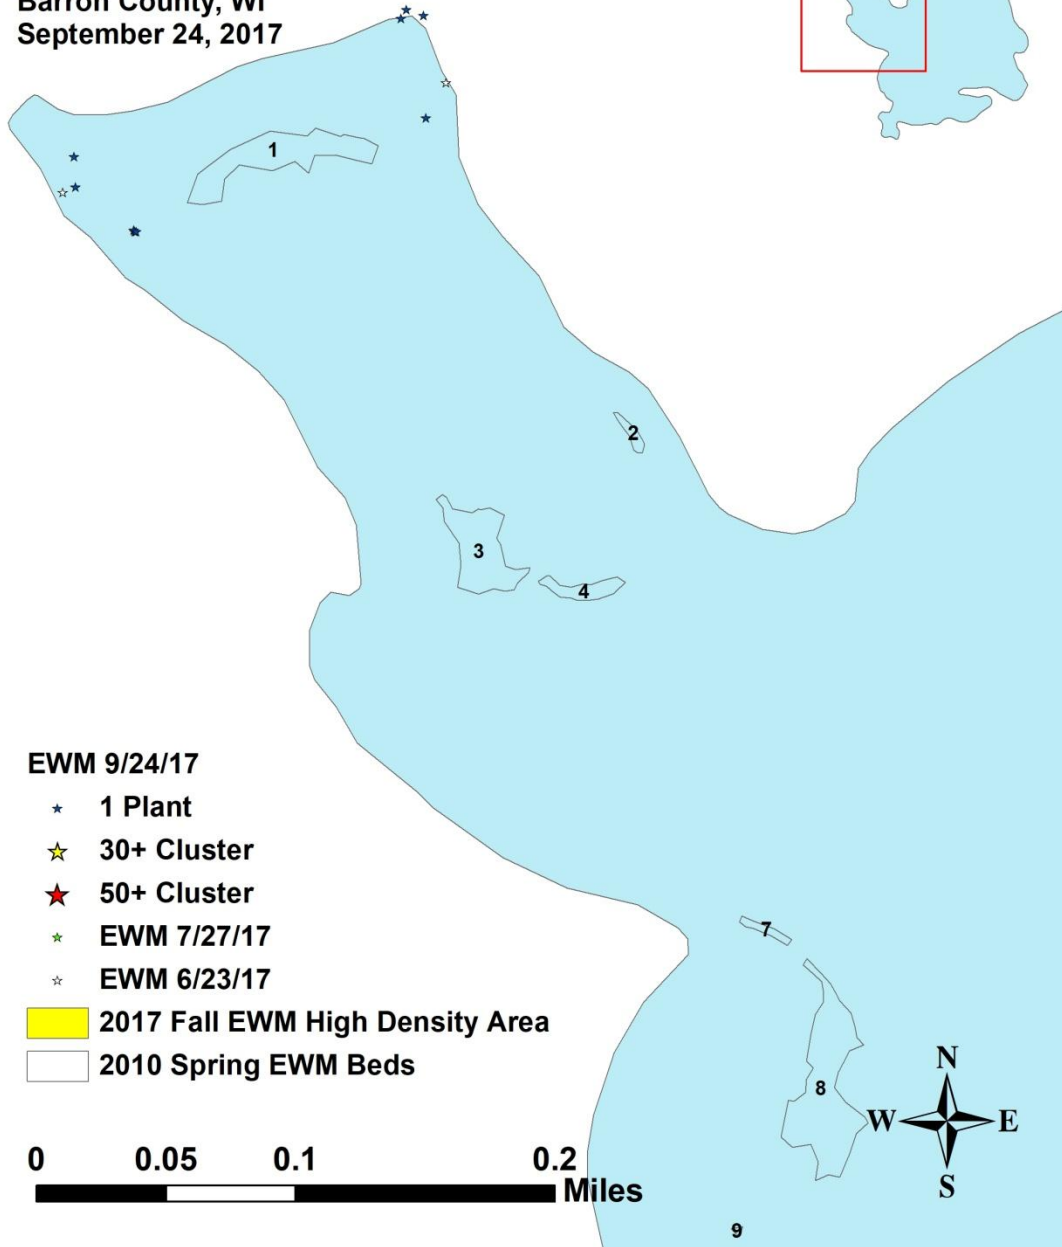 Barron County, WI
September 24, 2017
1
2
3
4
EWM 9/24/17
1 Plant
30+ Cluster
50+ Cluster
EWM 7/27/17
EWM 6/23/17
2017 Fall EWM High Density Area
2010 Spring EWM Beds
7
8
N
W E
S
0 0.05 0.1 0.2
Miles
9